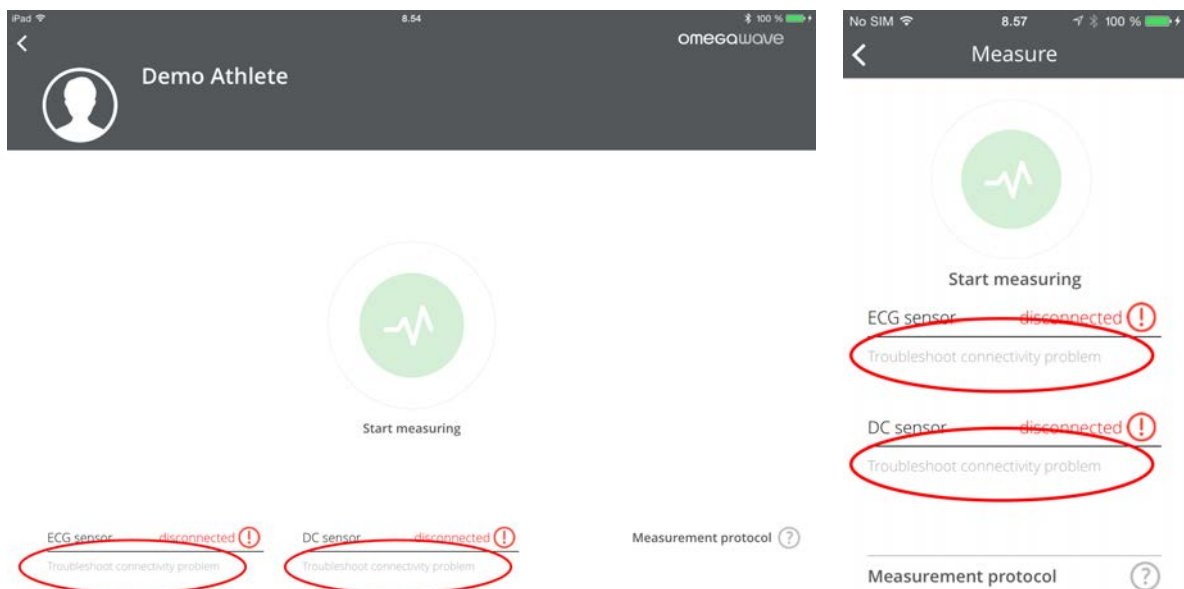 iPad 8.54 100 %
omegawave
Demo Athlete
Start measuring
ECG sensor disconnected ! DC sensor disconnected ! Measurement protocol ?
Troubleshoot connectivity problem Troubleshoot connectivity problem
No SIM 8.57 100 %
Measure
Start measuring
ECG sensor disconnected !
Troubleshoot connectivity problem
DC sensor disconnected !
Troubleshoot connectivity problem
Measurement protocol ?